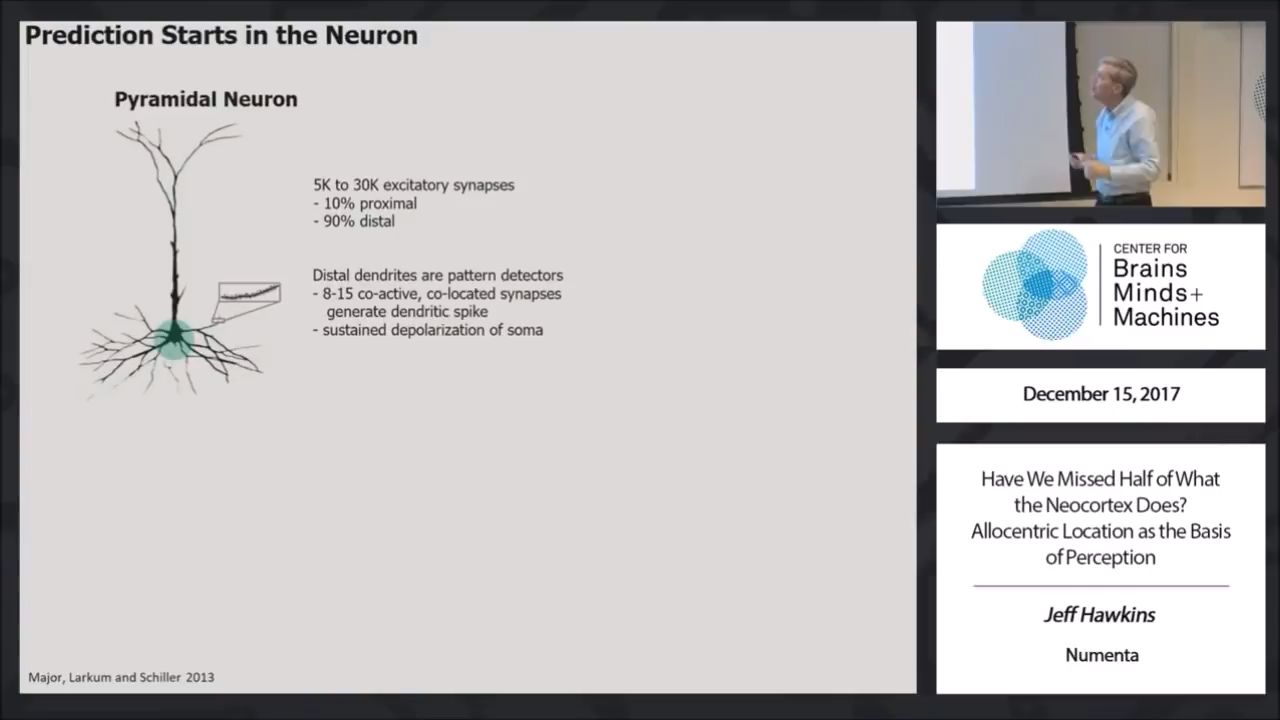 Prediction Starts in the Neuron
Pyramidal Neuron
5K to 30K excitatory synapses
- 10% proximal
- 90% distal
Distal dendrites are pattern detectors
- 8-15 co-active, co-located synapses
generate dendritic spike
- sustained depolarization of soma
Major, Larkum and Schiller 2013
CENTER FOR
Brains
Minds+
Machines
December 15, 2017
Have We Missed Half of What
the Neocortex Does?
Allocentric Location as the Basis
of Perception
Jeff Hawkins
Numenta